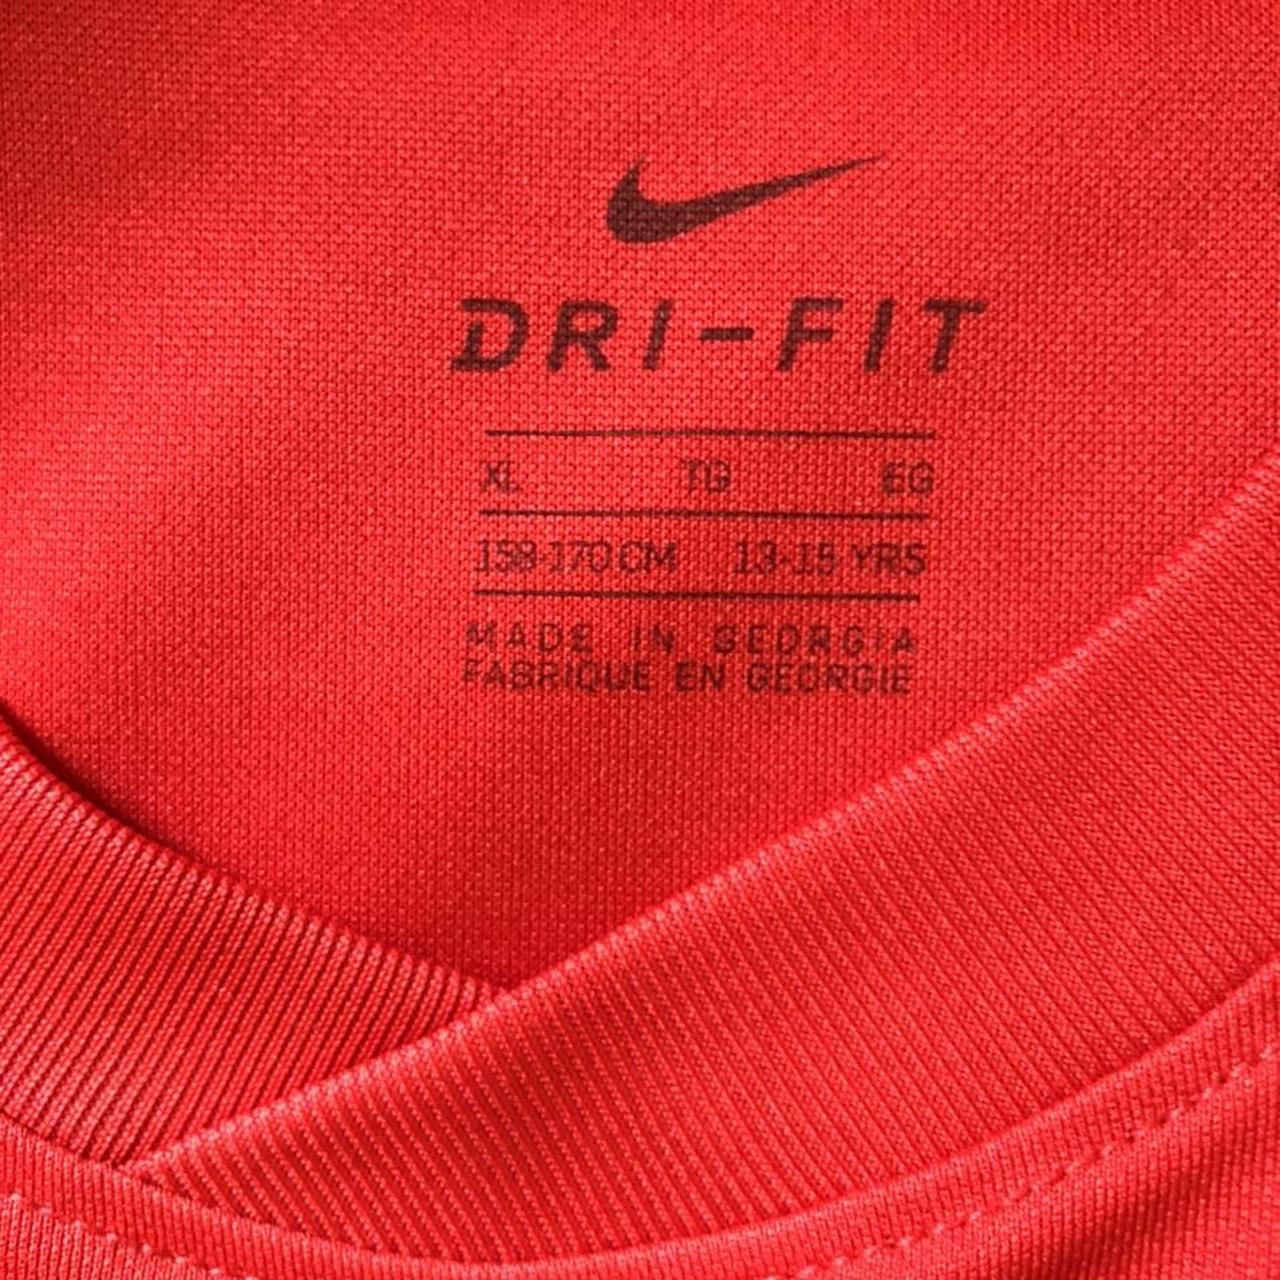 DRI-FIT
XL TG EG
158-170 CM 13-15 YRS
MADE IN GEORGIA
FABRIQUE EN GEORGIE